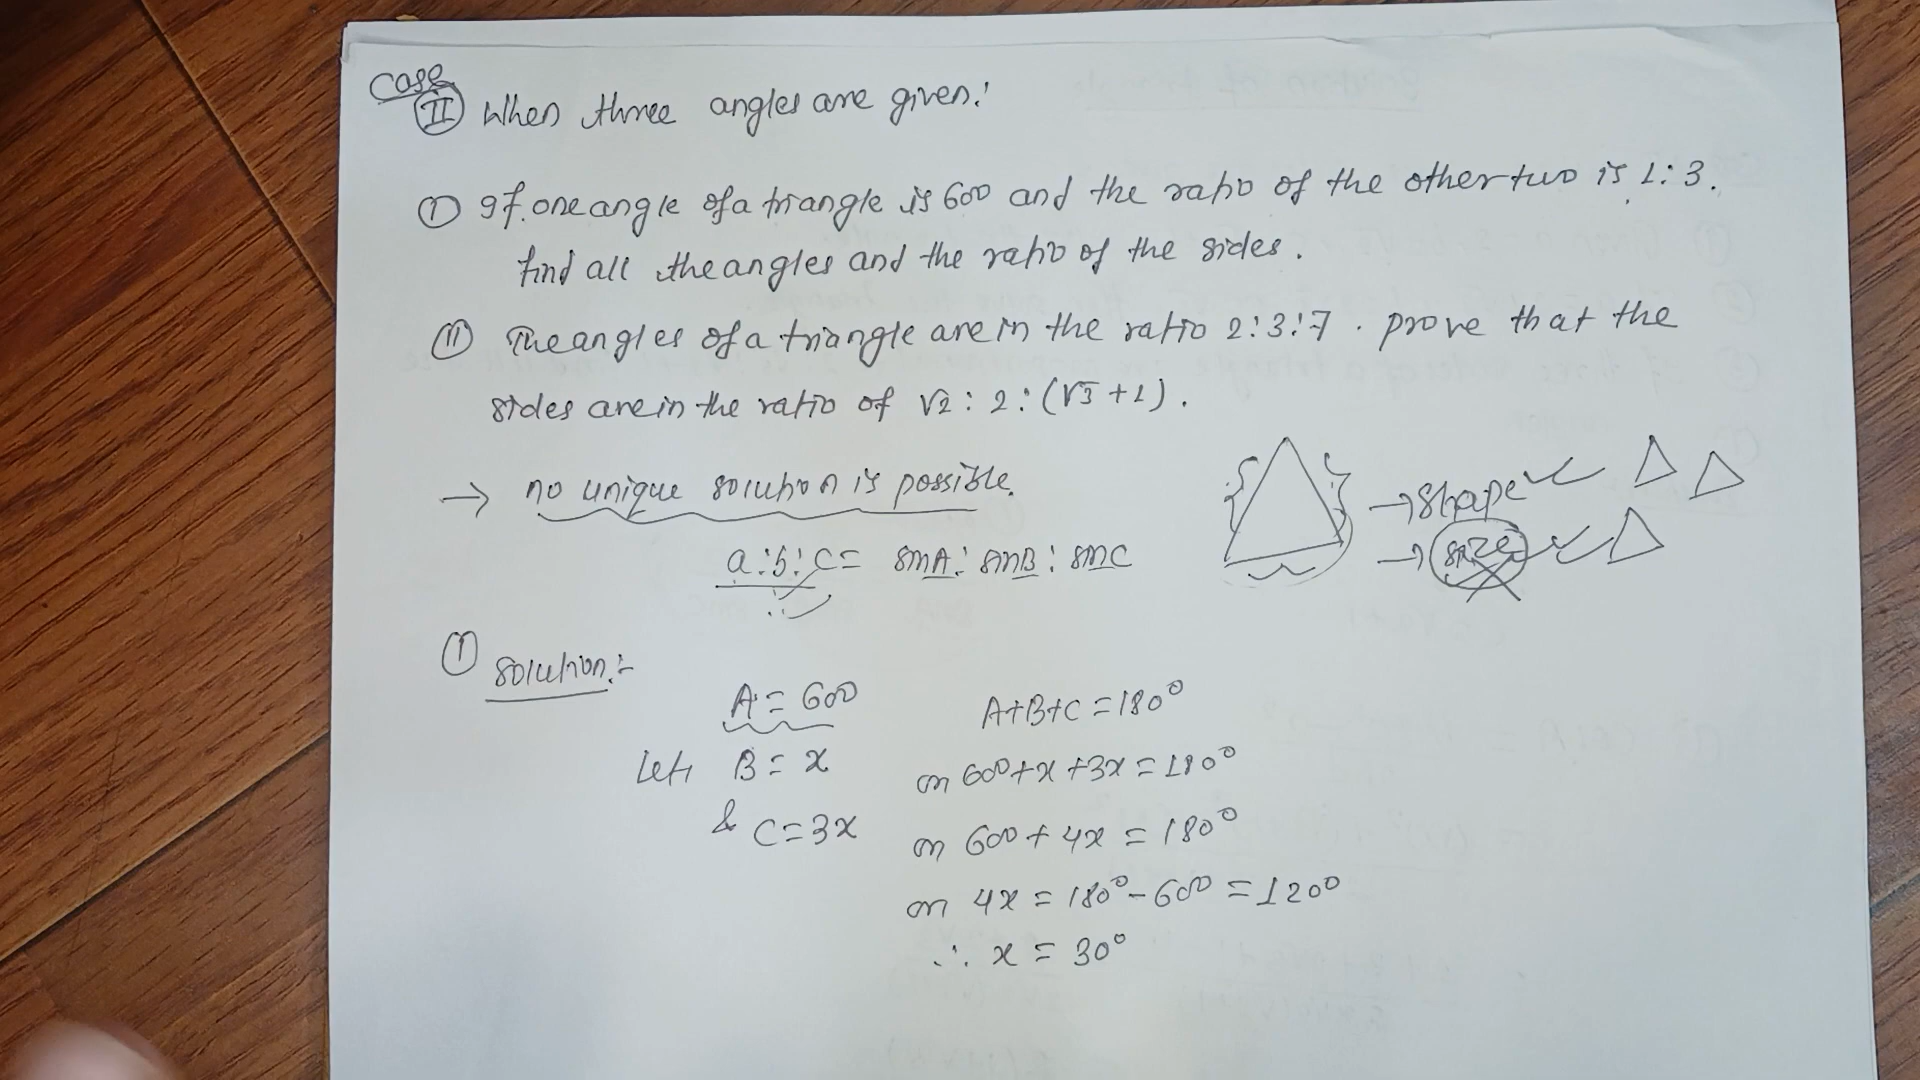 Case
II When three angles are given:
I If one angle of a triangle is 60° and the ratio of the other two is 1:3.
find all the angles and the ratio of the sides.
II The angles of a triangle are in the ratio 2:3:7. prove that the
sides are in the ratio of √2 : 2 : (√3+1).
→ no unique solution is possible.
→ shape
a:b:c = sinA : sinB : sinC
→ size
I solution:-
A = 60°
A+B+C = 180°
Let, B = x
or 60°+x+3x = 180°
& C = 3x
or 60° + 4x = 180°
or 4x = 180° - 60° = 120°
∴ x = 30°